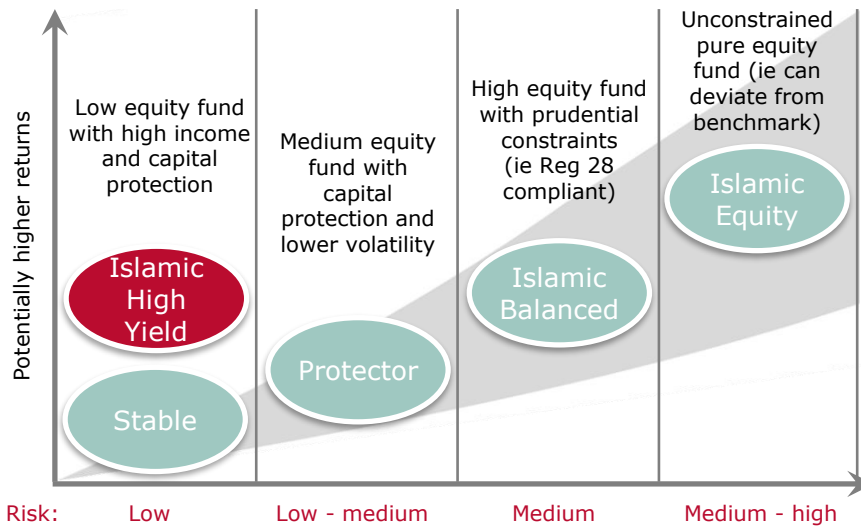 Potentially higher returns
Low equity fund
with high income
and capital
protection
Islamic
High
Yield
Stable
Medium equity
fund with
capital
protection and
lower volatility
Protector
High equity fund
with prudential
constraints
(ie Reg 28
compliant)
Islamic
Balanced
Unconstrained
pure equity
fund (ie can
deviate from
benchmark)
Islamic
Equity
Risk: Low Low - medium Medium Medium - high